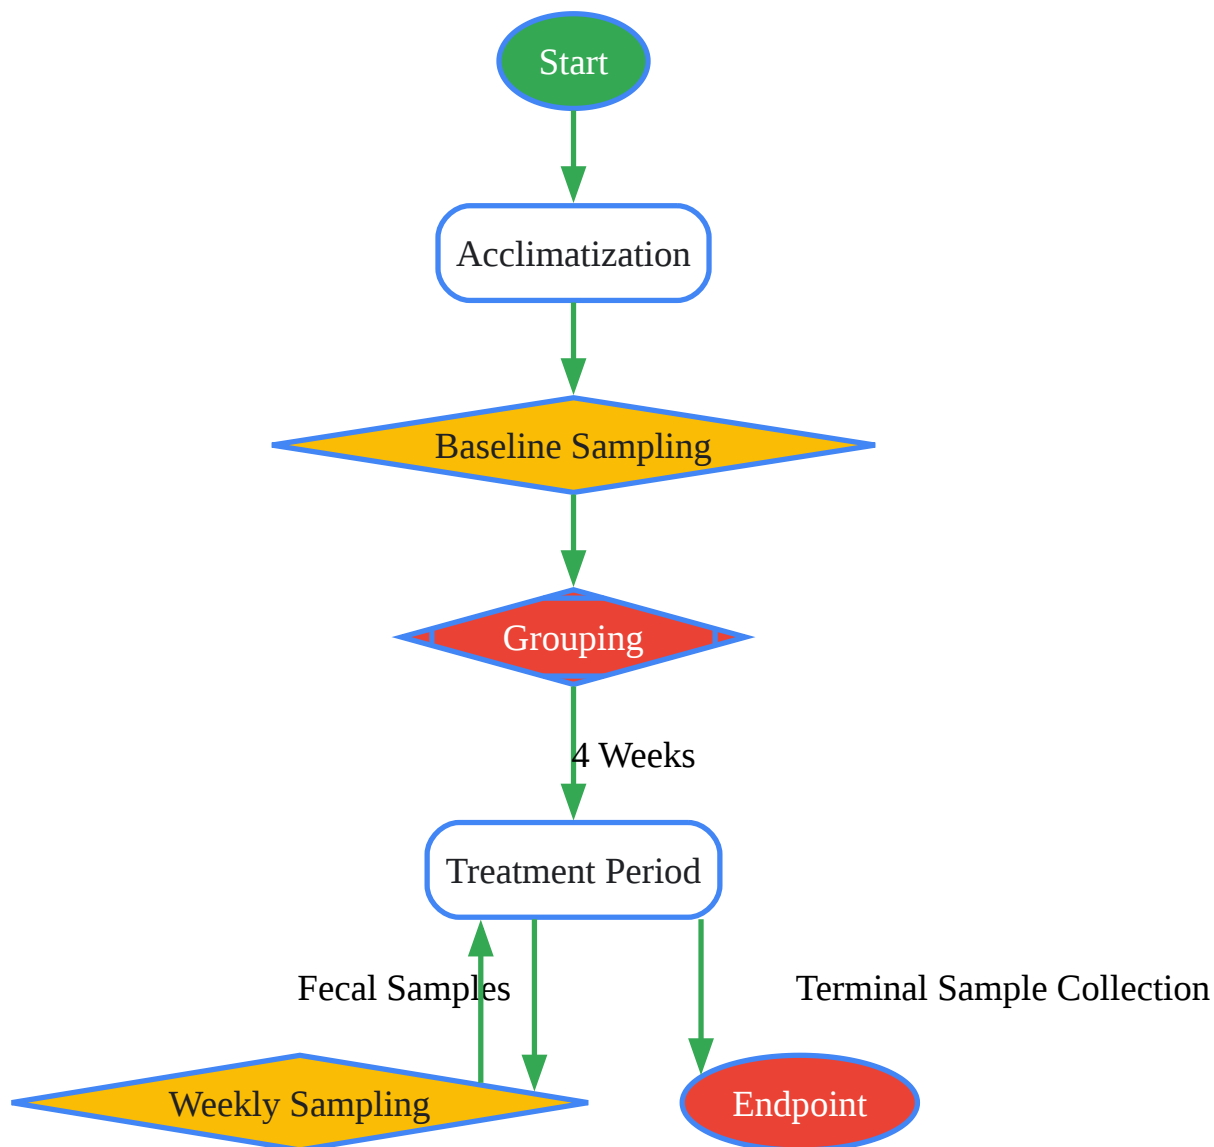 Start
Acclimatization
Baseline Sampling
Grouping
4 Weeks
Treatment Period
Fecal Samples
Terminal Sample Collection
Weekly Sampling
Endpoint